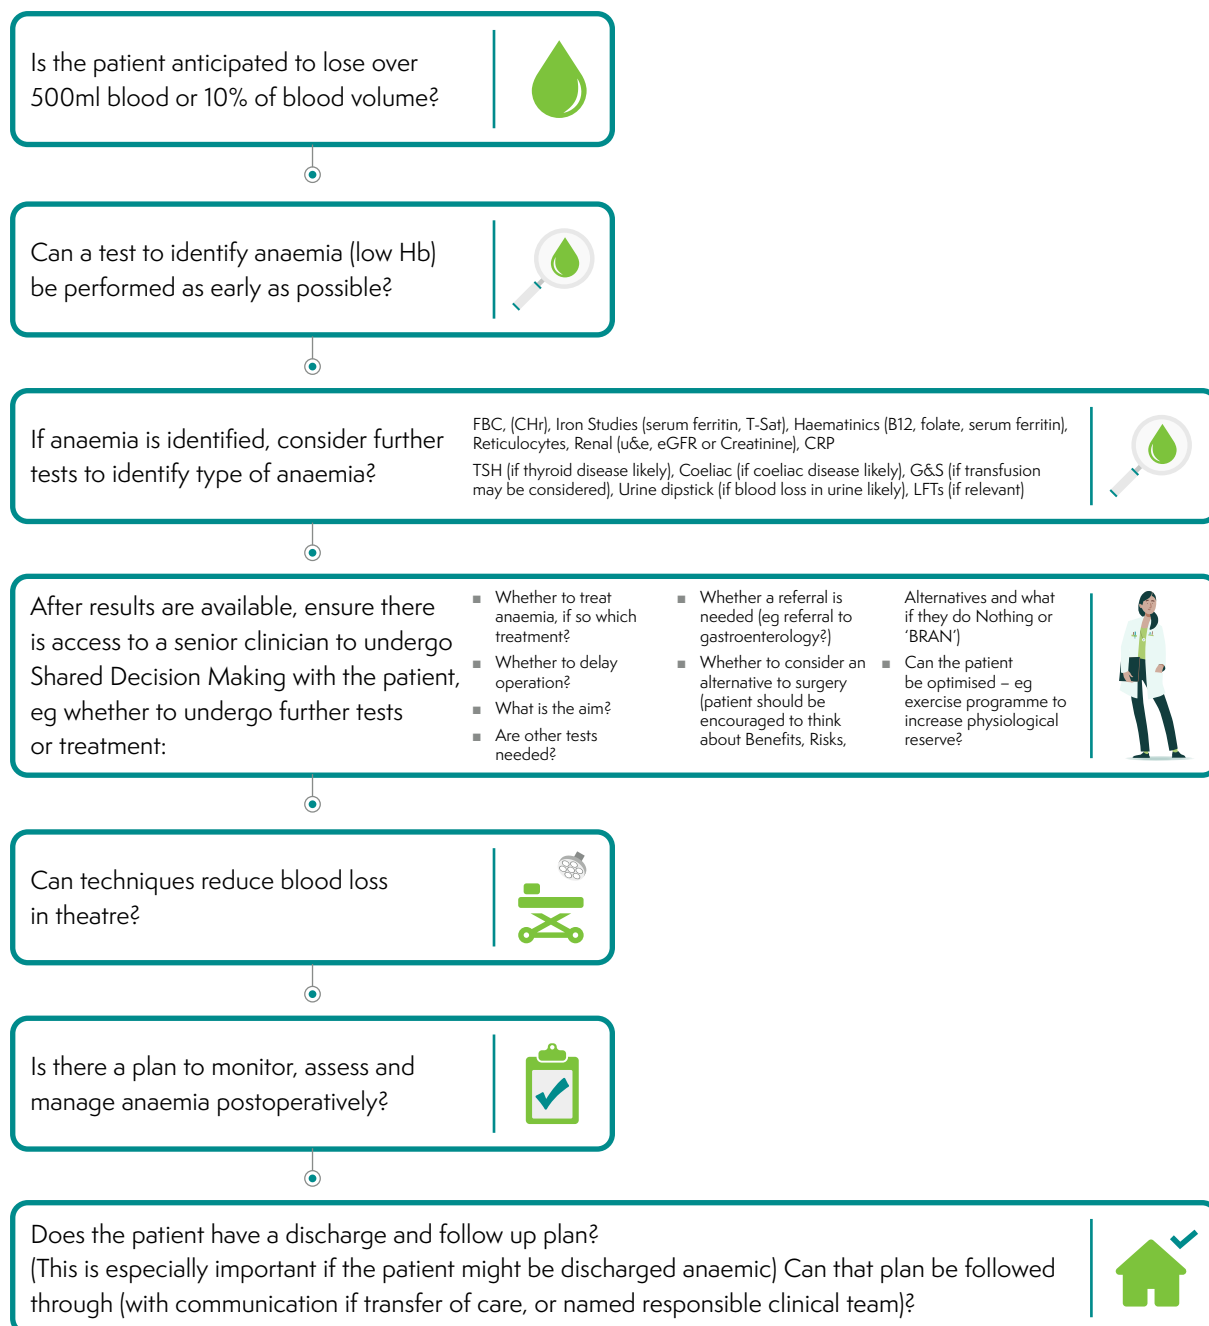 Is the patient anticipated to lose over
500ml blood or 10% of blood volume?
Can a test to identify anaemia (low Hb)
be performed as early as possible?
If anaemia is identified, consider further
tests to identify type of anaemia?
FBC, (CHr), Iron Studies (serum ferritin, T-Sat), Haematinics (B12, folate, serum ferritin),
Reticulocytes, Renal (u&e, eGFR or Creatinine), CRP
TSH (if thyroid disease likely), Coeliac (if coeliac disease likely), G&S (if transfusion
may be considered), Urine dipstick (if blood loss in urine likely), LFTs (if relevant)
After results are available, ensure there
is access to a senior clinician to undergo
Shared Decision Making with the patient,
eg whether to undergo further tests
or treatment:
■ Whether to treat
anaemia, if so which
treatment?
■ Whether to delay
operation?
■ What is the aim?
■ Are other tests
needed?
■ Whether a referral is
needed (eg referral to
gastroenterology?)
■ Whether to consider an
alternative to surgery
(patient should be
encouraged to think
about Benefits, Risks,
Alternatives and what
if they do Nothing or
‘BRAN’)
■ Can the patient
be optimised – eg
exercise programme to
increase physiological
reserve?
Can techniques reduce blood loss
in theatre?
Is there a plan to monitor, assess and
manage anaemia postoperatively?
Does the patient have a discharge and follow up plan?
(This is especially important if the patient might be discharged anaemic) Can that plan be followed
through (with communication if transfer of care, or named responsible clinical team)?